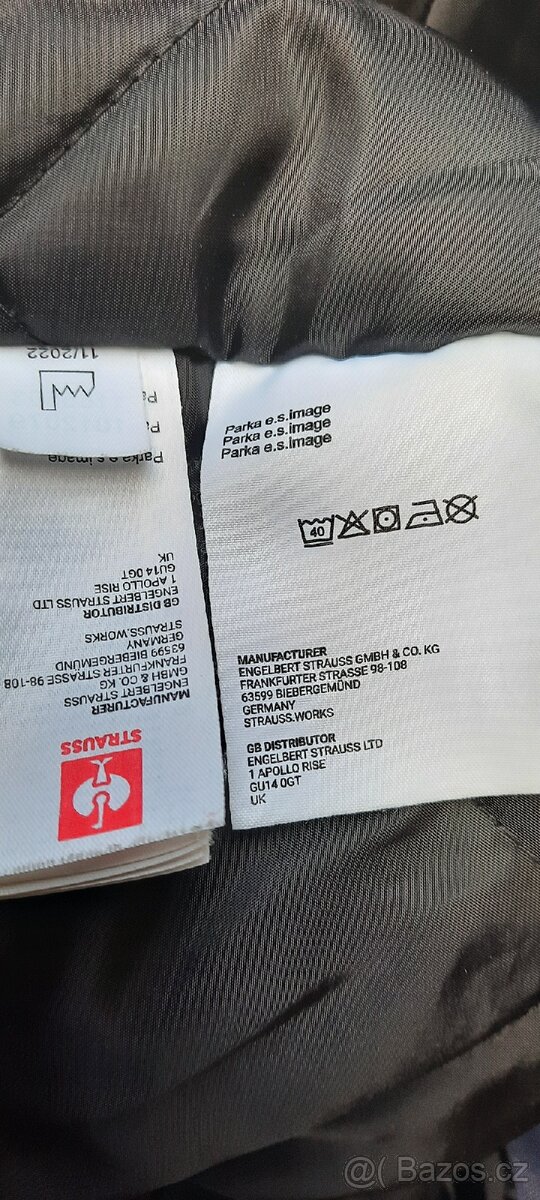 11/2022
Parka e.s.image
MANUFACTURER
ENGELBERT STRAUSS
GMBH & CO. KG
FRANKFURTER STRASSE 98-108
63599 BIEBERGEMÜND
GERMANY
STRAUSS.WORKS
GB DISTRIBUTOR
ENGELBERT STRAUSS LTD
1 APOLLO RISE
GU14 0GT
UK
STRAUSS
Parka e.s.image
Parka e.s.image
Parka e.s.image
40
MANUFACTURER
ENGELBERT STRAUSS GMBH & CO. KG
FRANKFURTER STRASSE 98-108
63599 BIEBERGEMÜND
GERMANY
STRAUSS.WORKS
GB DISTRIBUTOR
ENGELBERT STRAUSS LTD
1 APOLLO RISE
GU14 0GT
UK
@( Bazos.cz